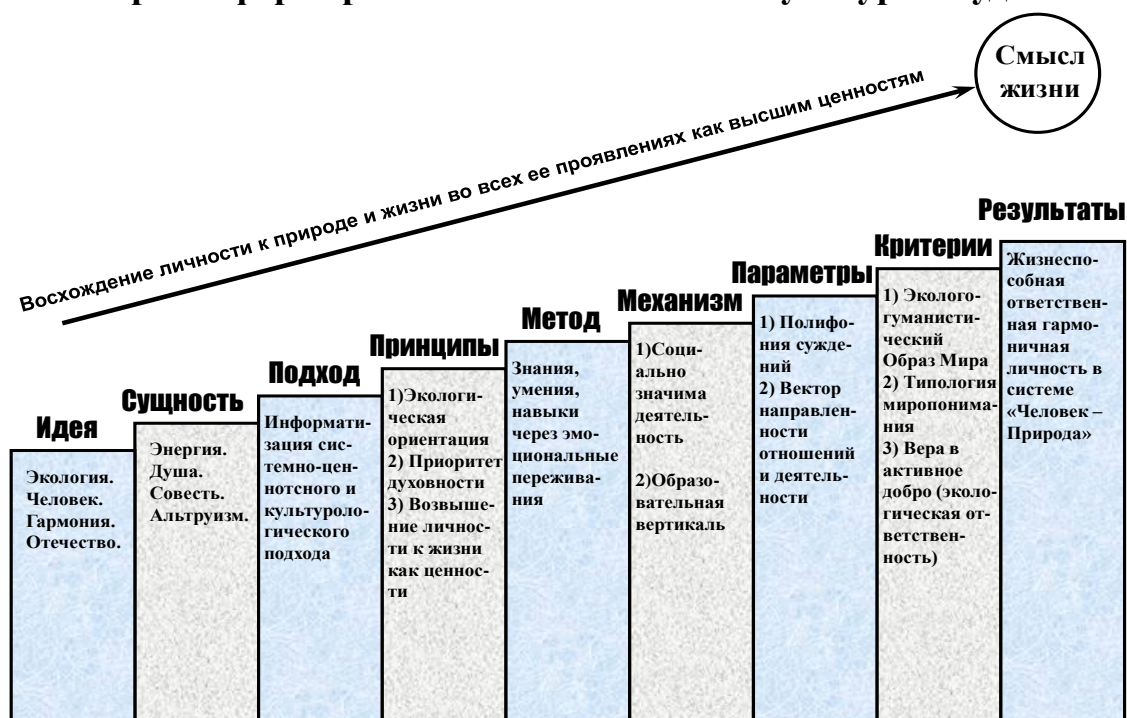 Смысл
жизни
Восхождение личности к природе и жизни во всех ее проявлениях как высшим ценностям
Идея
Экология.
Человек.
Гармония.
Отечество.
Сущность
Энергия.
Душа.
Совесть.
Альтруизм.
Подход
Информати-
зация сис-
темно-цен-
нотсного и
культуроло-
гического
подхода
Принципы
1)Экологи-
ческая
ориентация
2) Приоритет
духовности
3) Возвыше-
ние личнос-
ти к жизни
как ценнос-
ти
Метод
Знания,
умения,
навыки
через эмо-
циональные
пережива-
ния
Механизм
1)Соци-
ально
значима
деятель-
ность
2)Образо-
вательная
вертикаль
Параметры
1) Полифо-
ния сужде-
ний
2) Вектор
направлен-
ности
отношений
и деятель-
ности
Критерии
1) Эколого-
гуманисти-
ческий
Образ Мира
2) Типология
миропонима-
ния
3) Вера в
активное
добро (эколо-
гическая от-
ветствен-
ность)
Результаты
Жизнеспо-
собная
ответствен-
ная гармо-
ничная
личность в
системе
«Человек –
Природа»